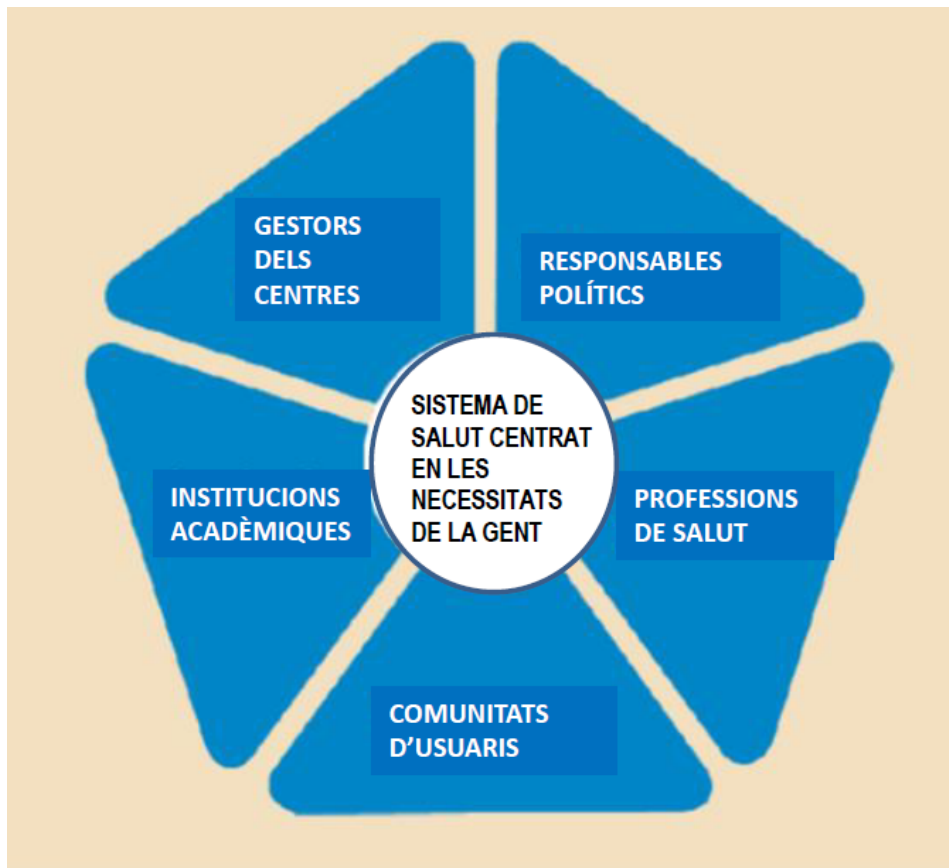 GESTORS
DELS
CENTRES
RESPONSABLES
POLÍTICS
SISTEMA DE
SALUT CENTRAT
EN LES
NECESSITATS
DE LA GENT
INSTITUCIONS
ACADÈMIQUES
PROFESSIONS
DE SALUT
COMUNITATS
D’USUARIS